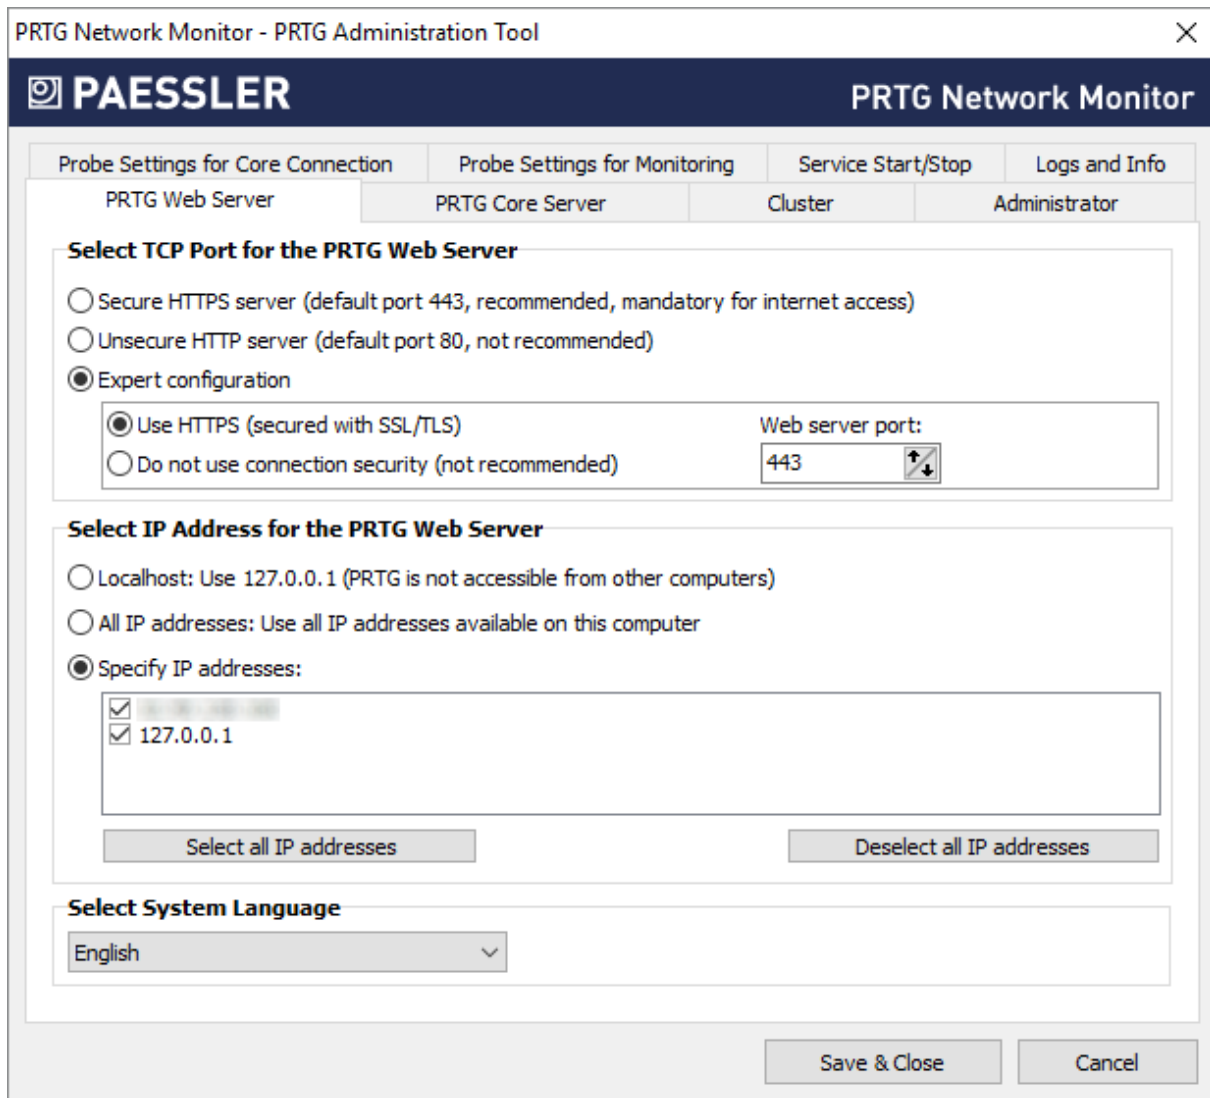 PRTG Network Monitor - PRTG Administration Tool
PAESSLER
PRTG Network Monitor
Probe Settings for Core Connection
Probe Settings for Monitoring
Service Start/Stop
Logs and Info
PRTG Web Server
PRTG Core Server
Cluster
Administrator
Select TCP Port for the PRTG Web Server
Secure HTTPS server (default port 443, recommended, mandatory for internet access)
Unsecure HTTP server (default port 80, not recommended)
Expert configuration
Use HTTPS (secured with SSL/TLS)
Web server port:
Do not use connection security (not recommended)
443
Select IP Address for the PRTG Web Server
Localhost: Use 127.0.0.1 (PRTG is not accessible from other computers)
All IP addresses: Use all IP addresses available on this computer
Specify IP addresses:
127.0.0.1
Select all IP addresses
Deselect all IP addresses
Select System Language
English
Save & Close
Cancel